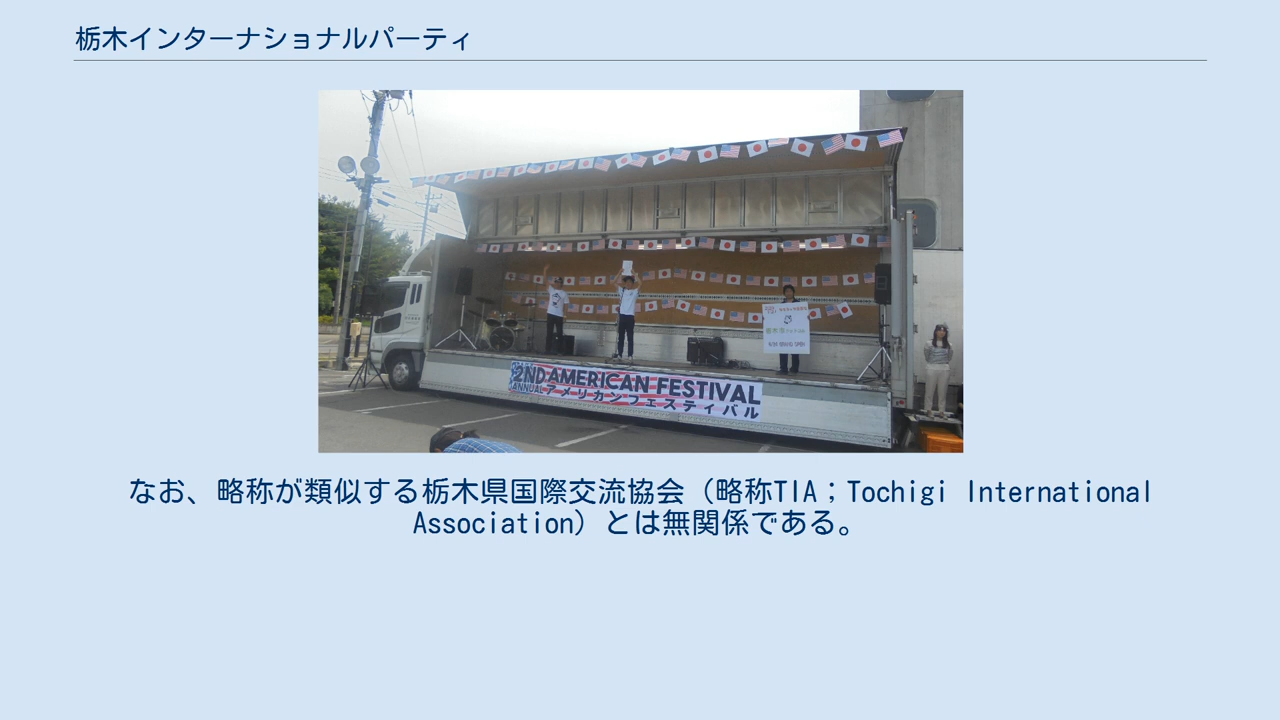 栃木インターナショナルパーティ
2ND AMERICAN FESTIVAL
ANNUAL アメリカンフェスティバル
なお、略称が類似する栃木県国際交流協会（略称TIA；Tochigi International
Association）とは無関係である。